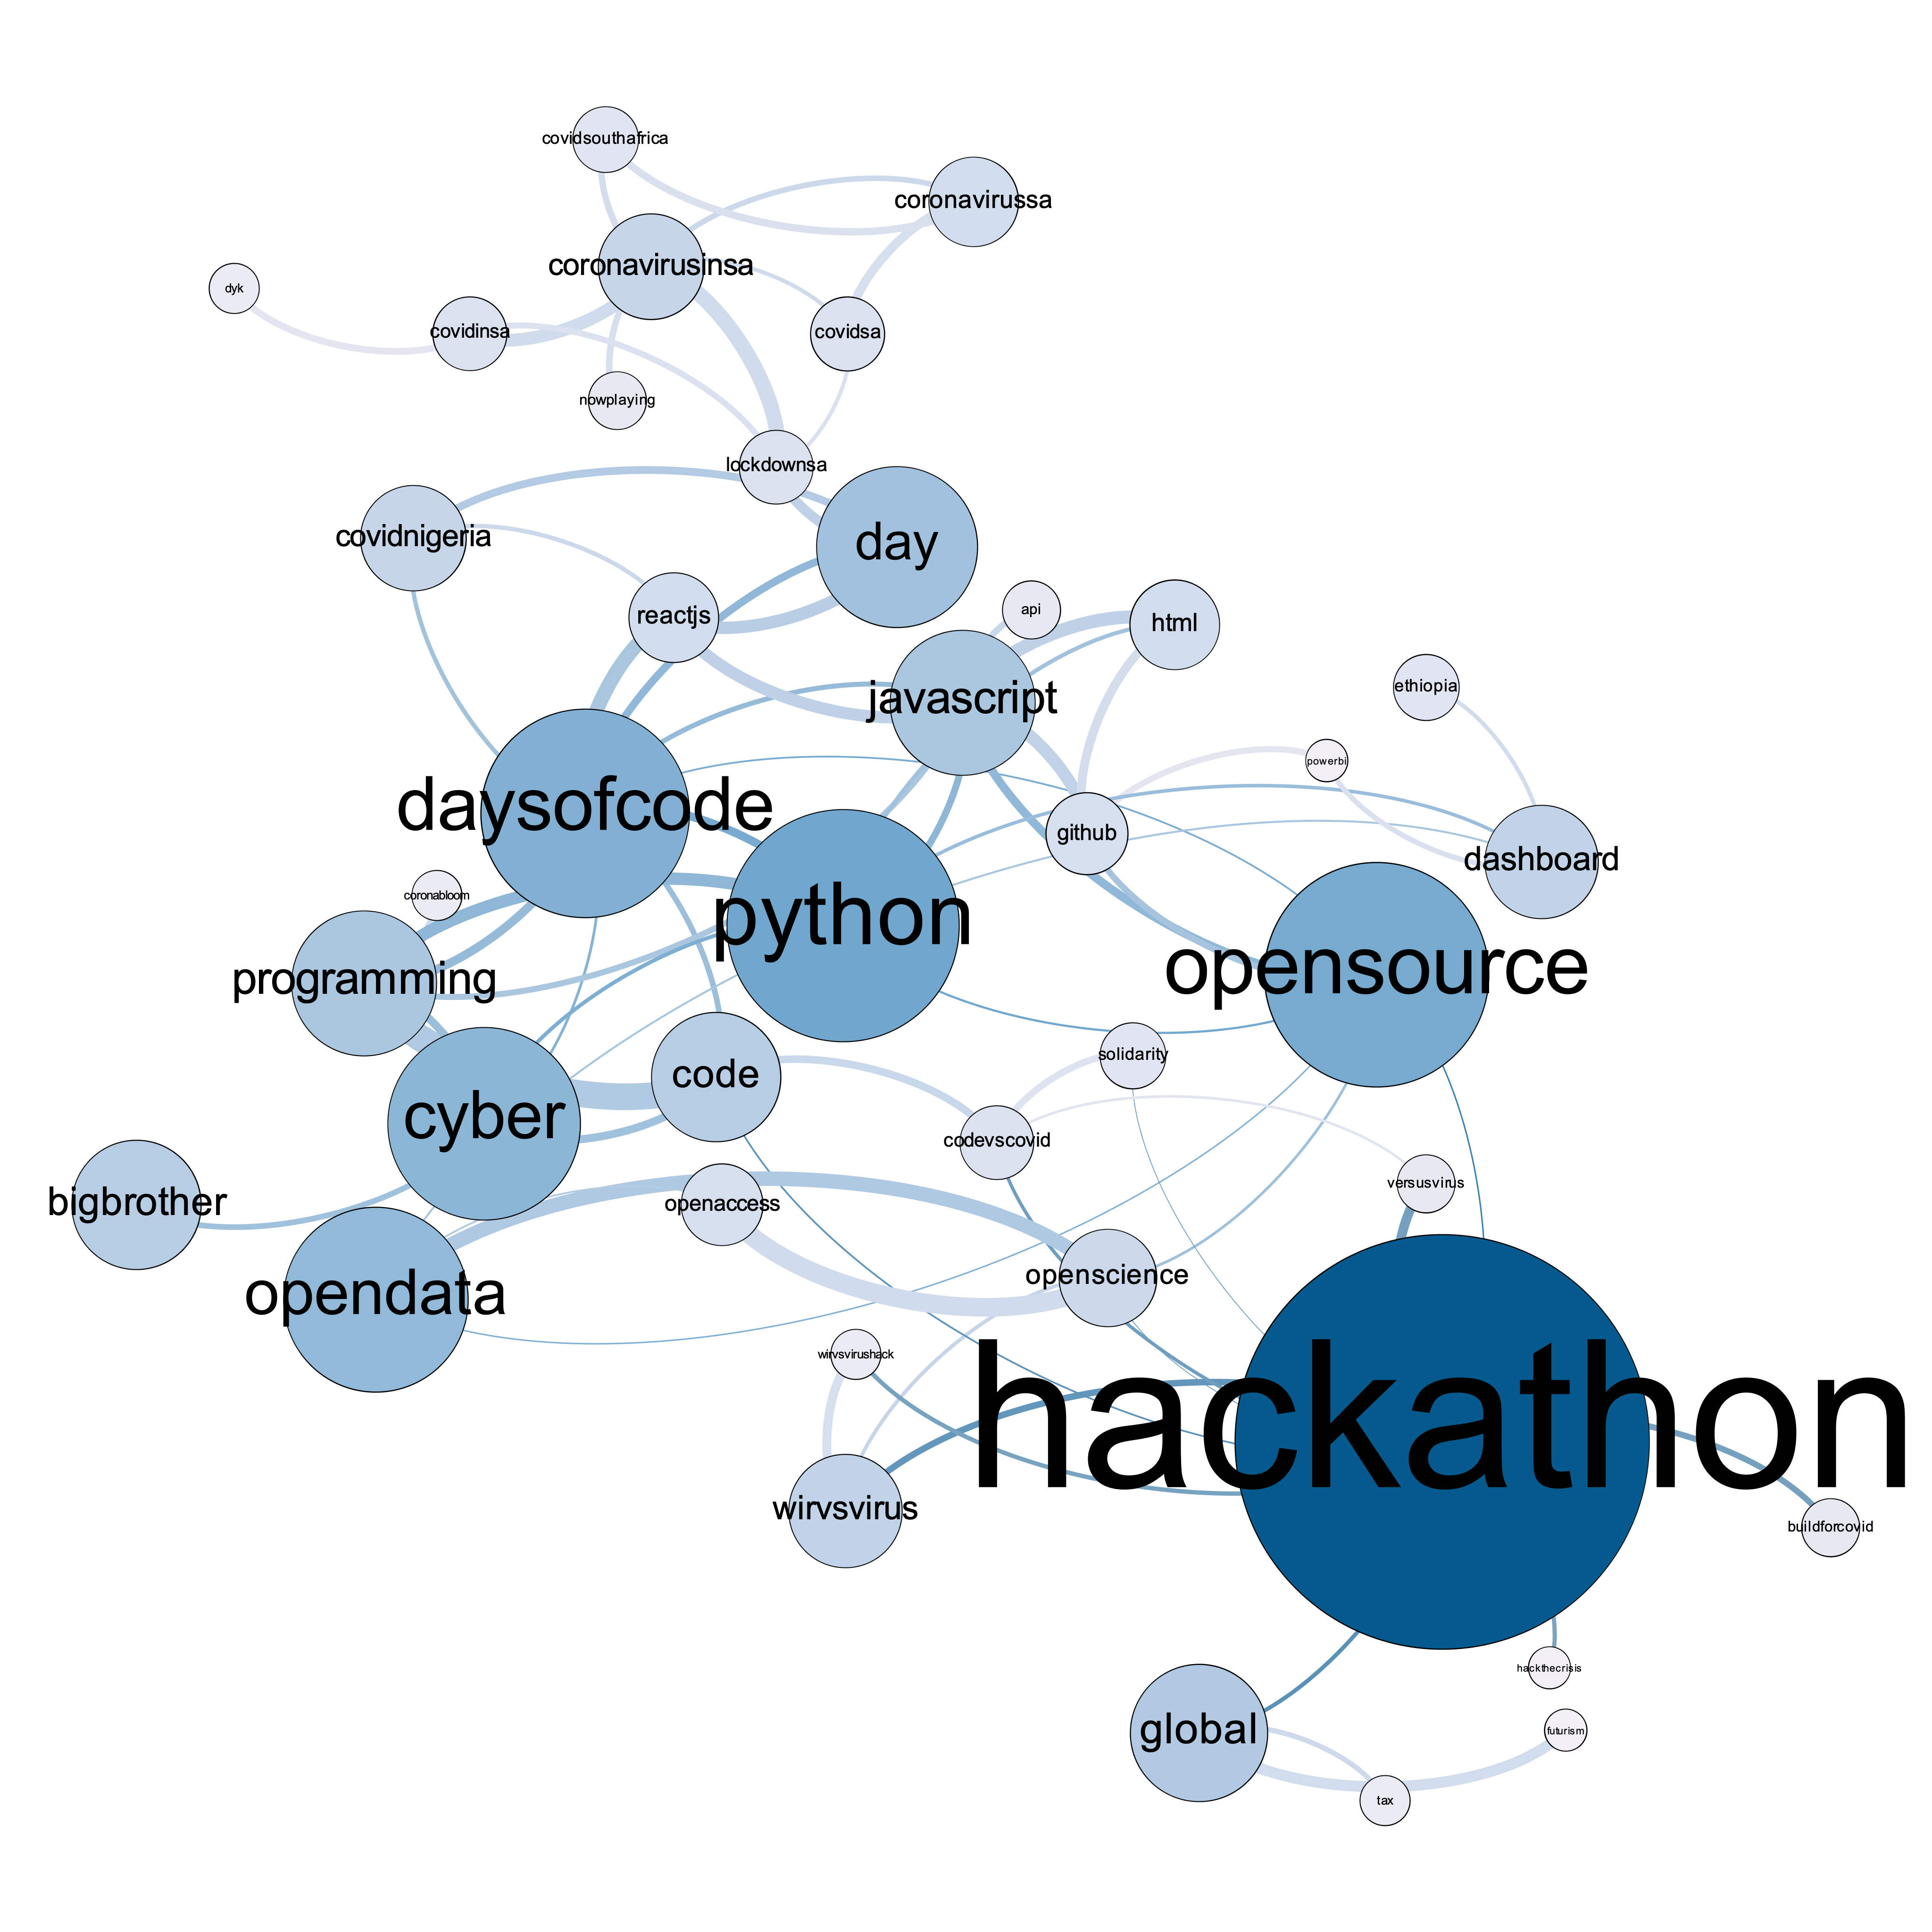 covidsouthafrica
coronavirussa
coronavirusinsa
dyk
covidinsa
covidsa
nowplaying
lockdownsa
covidnigeria
day
reactjs
api
html
javascript
ethiopia
powerbi
daysofcode
github
dashboard
coronabloom
python
programming
opensource
solidarity
code
cyber
codevscovid
versusvirus
bigbrother
openaccess
openscience
opendata
wirvsvirushack
hackathon
wirvsvirus
buildforcovid
hackthecrisis
global
futurism
tax